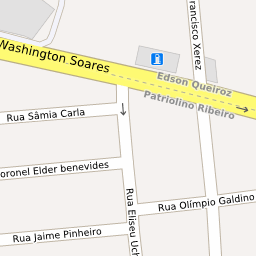 Francisco Xerez
Washington Soares
Edson Queiroz
Patriolino Ribeiro
Rua Sâmia Carla
oronel Elder benevides
Rua Eliseu Uch
Rua Olímpio Galdino
Rua Jaime Pinheiro